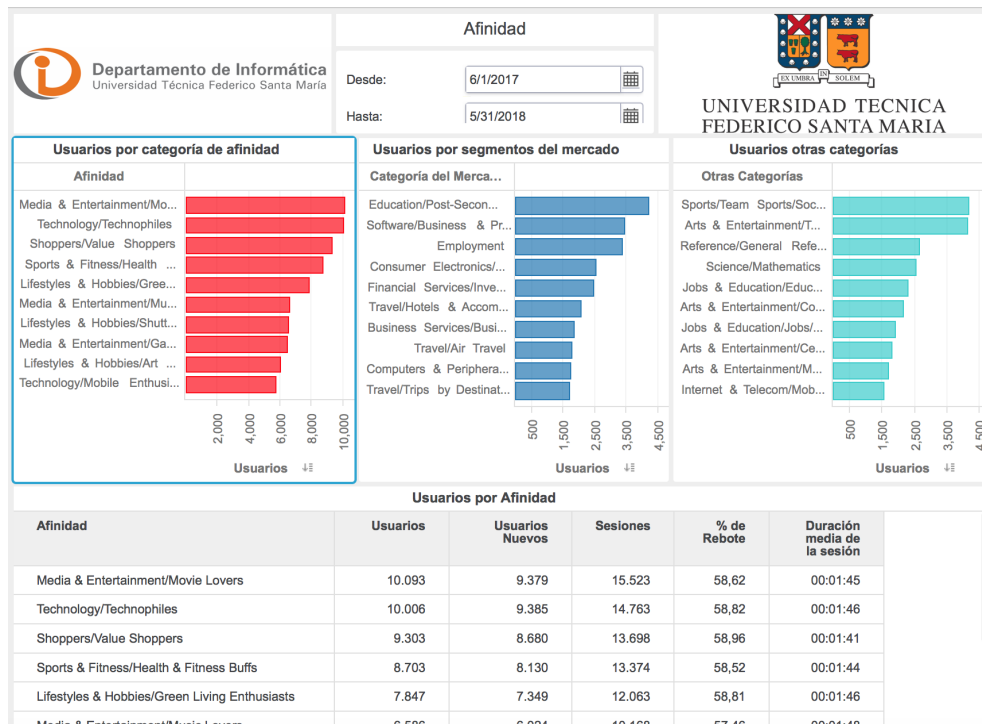 Afinidad
Departamento de Informática
Universidad Técnica Federico Santa María
Desde:
6/1/2017
Hasta:
5/31/2018
EX UMBRA IN SOLEM
UNIVERSIDAD TECNICA
FEDERICO SANTA MARIA
Usuarios por categoría de afinidad
Afinidad
Media & Entertainment/Mo...
Technology/Technophiles
Shoppers/Value Shoppers
Sports & Fitness/Health ...
Lifestyles & Hobbies/Gree...
Media & Entertainment/Mu...
Lifestyles & Hobbies/Shutt...
Media & Entertainment/Ga...
Lifestyles & Hobbies/Art ...
Technology/Mobile Enthusi...
2,000 4,000 6,000 8,000 10,000
Usuarios
Usuarios por segmentos del mercado
Categoría del Merca...
Education/Post-Secon...
Software/Business & Pr...
Employment
Consumer Electronics/...
Financial Services/Inve...
Travel/Hotels & Accom...
Business Services/Busi...
Travel/Air Travel
Computers & Periphera...
Travel/Trips by Destinat...
500 1,500 2,500 3,500 4,500
Usuarios
Usuarios otras categorías
Otras Categorías
Sports/Team Sports/Soc...
Arts & Entertainment/T...
Reference/General Refe...
Science/Mathematics
Jobs & Education/Educ...
Arts & Entertainment/Co...
Jobs & Education/Jobs/...
Arts & Entertainment/Ce...
Arts & Entertainment/M...
Internet & Telecom/Mob...
500 1,500 2,500 3,500 4,500
Usuarios
Usuarios por Afinidad
Afinidad Usuarios Usuarios Nuevos Sesiones % de Rebote Duración media de la sesión
Media & Entertainment/Movie Lovers 10.093 9.379 15.523 58,62 00:01:45
Technology/Technophiles 10.006 9.385 14.763 58,82 00:01:46
Shoppers/Value Shoppers 9.303 8.680 13.698 58,96 00:01:41
Sports & Fitness/Health & Fitness Buffs 8.703 8.130 13.374 58,52 00:01:44
Lifestyles & Hobbies/Green Living Enthusiasts 7.847 7.349 12.063 58,81 00:01:46
Media & Entertainment/Music Lovers